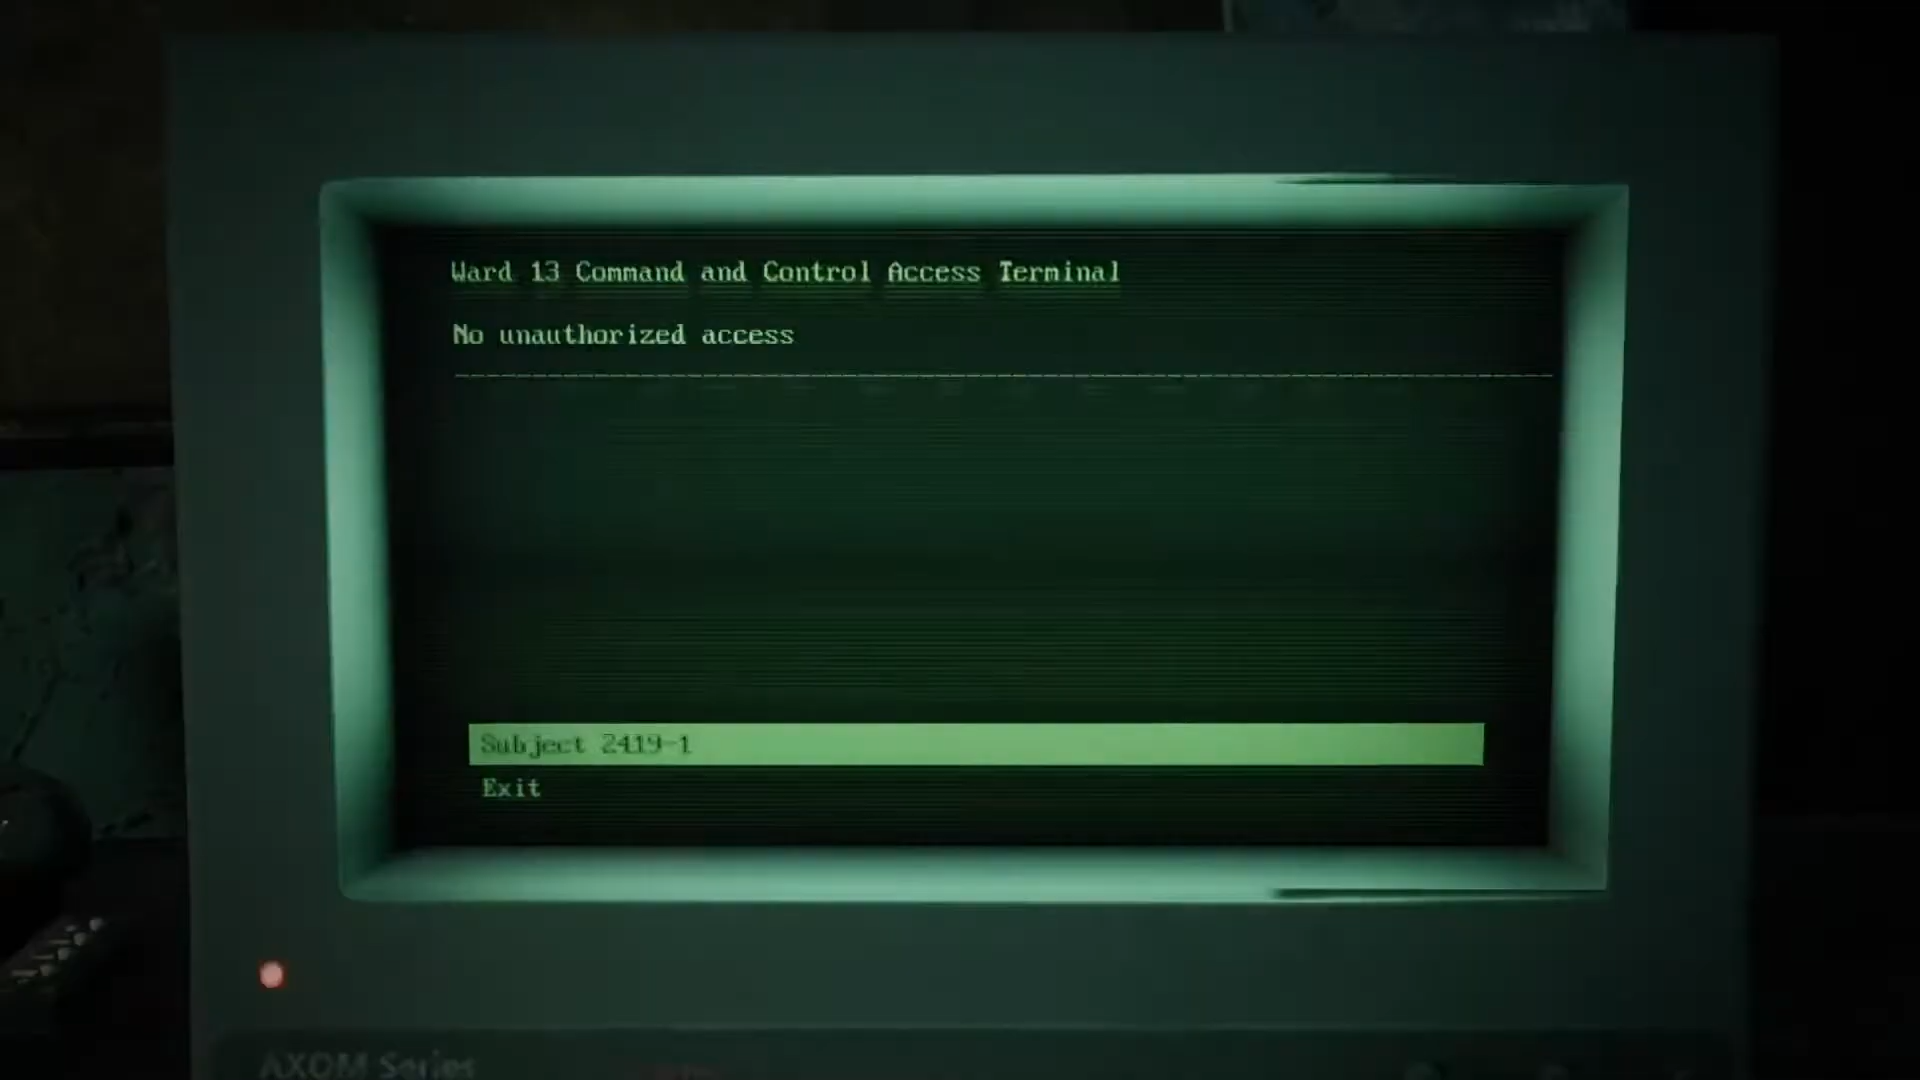 Ward 13 Command and Control Access Terminal
No unauthorized access
Subject 2419-1
Exit
AXOM Series